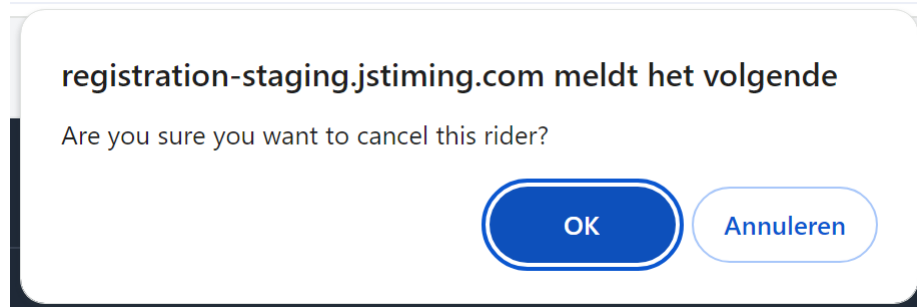 registration-staging.jstiming.com meldt het volgende
Are you sure you want to cancel this rider?
OK
Annuleren